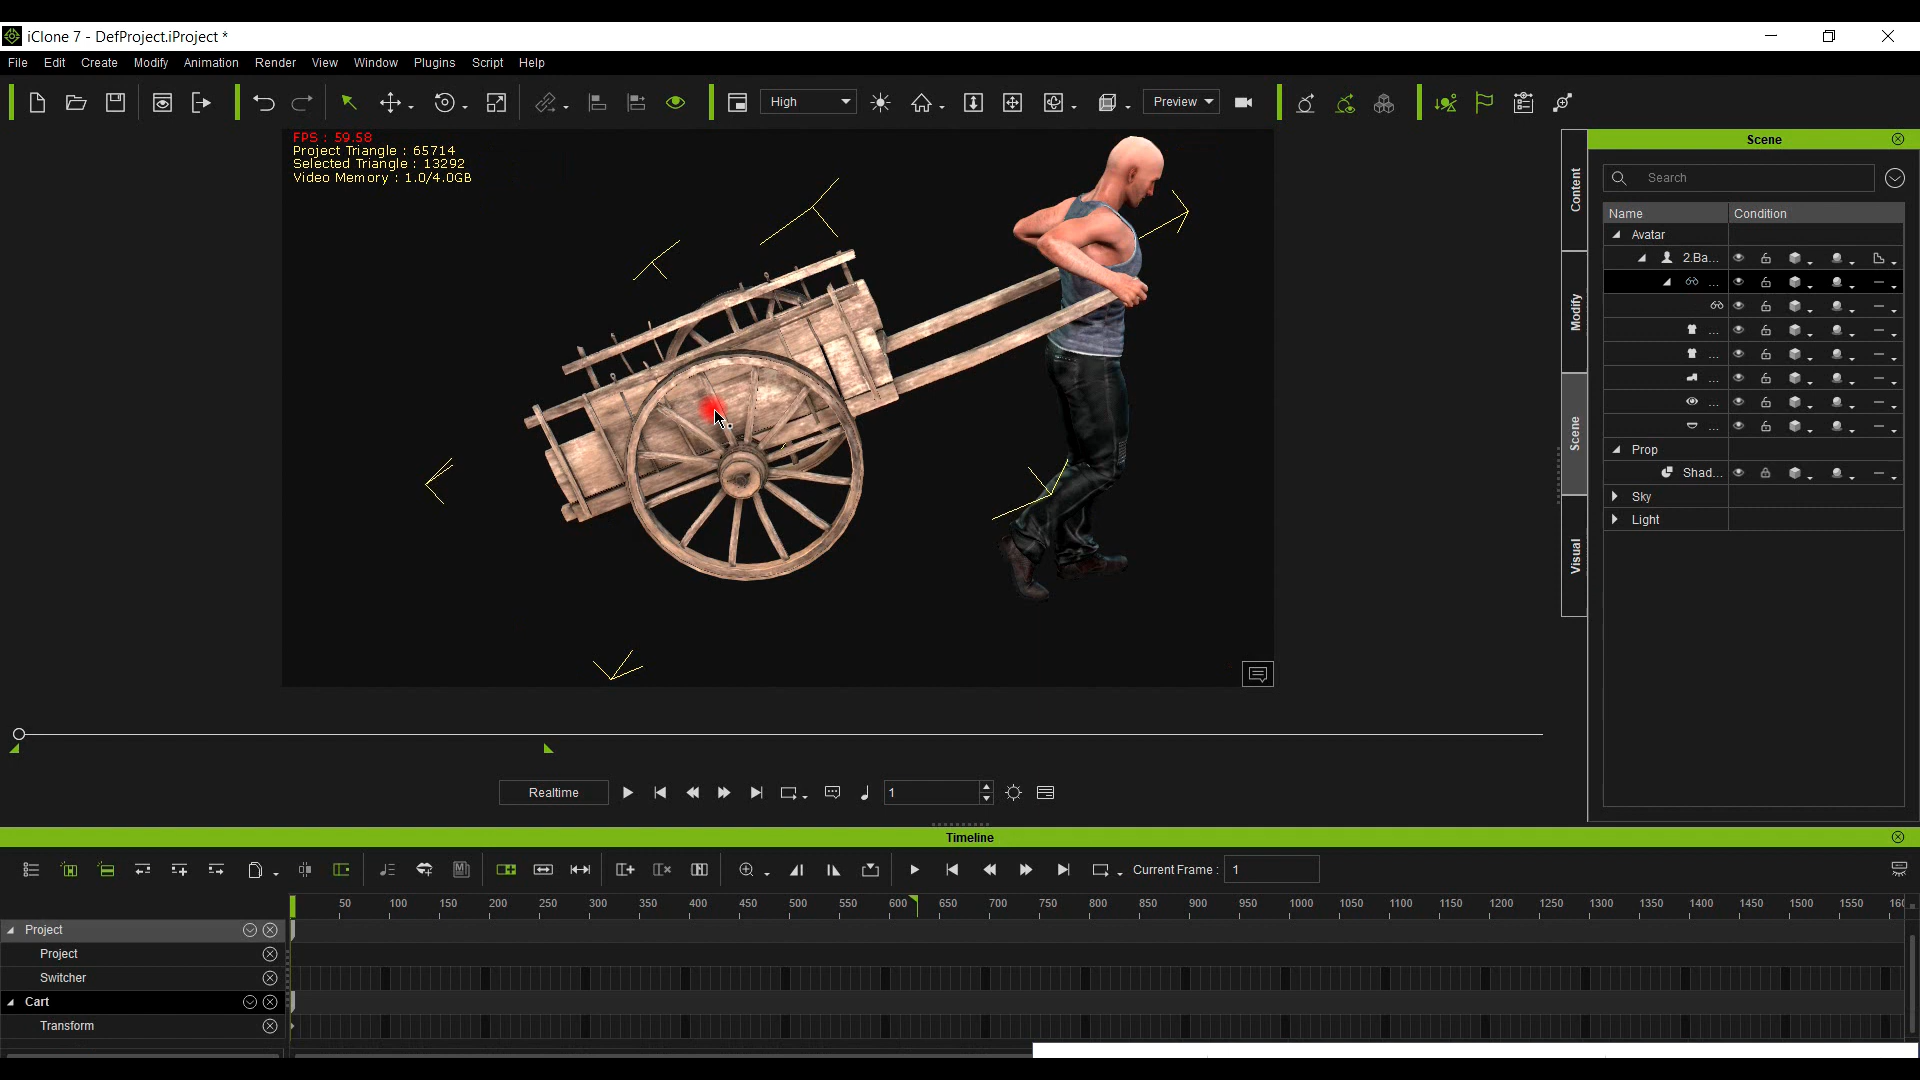 iClone 7 - DefProject.iProject *
File Edit Create Modify Animation Render View Window Plugins Script Help
High Preview
FPS : 59.58
Project Triangle : 65714
Selected Triangle : 13292
Video Memory : 1.0/4.0GB
Content
Modify
Scene
Visual
Scene
Search
Name Condition
Avatar
2.Ba...
...
...
...
...
...
...
Prop
Shad...
Sky
Light
Realtime 1
Timeline
Current Frame : 1
50 100 150 200 250 300 350 400 450 500 550 600 650 700 750 800 850 900 950 1000 1050 1100 1150 1200 1250 1300 1350 1400 1450 1500 1550
Project
Project
Switcher
Cart
Transform